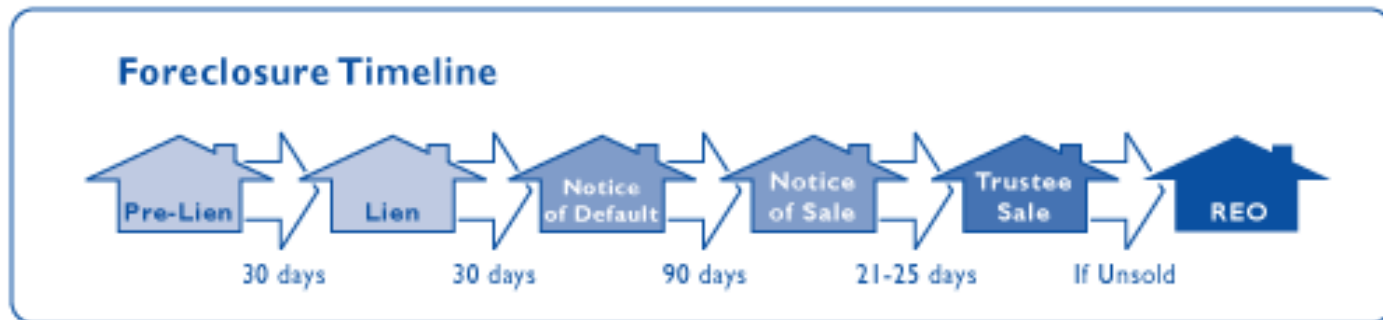 Foreclosure Timeline
Pre-Lien
Lien
Notice
of Default
Notice
of Sale
Trustee
Sale
REO
30 days
30 days
90 days
21-25 days
If Unsold